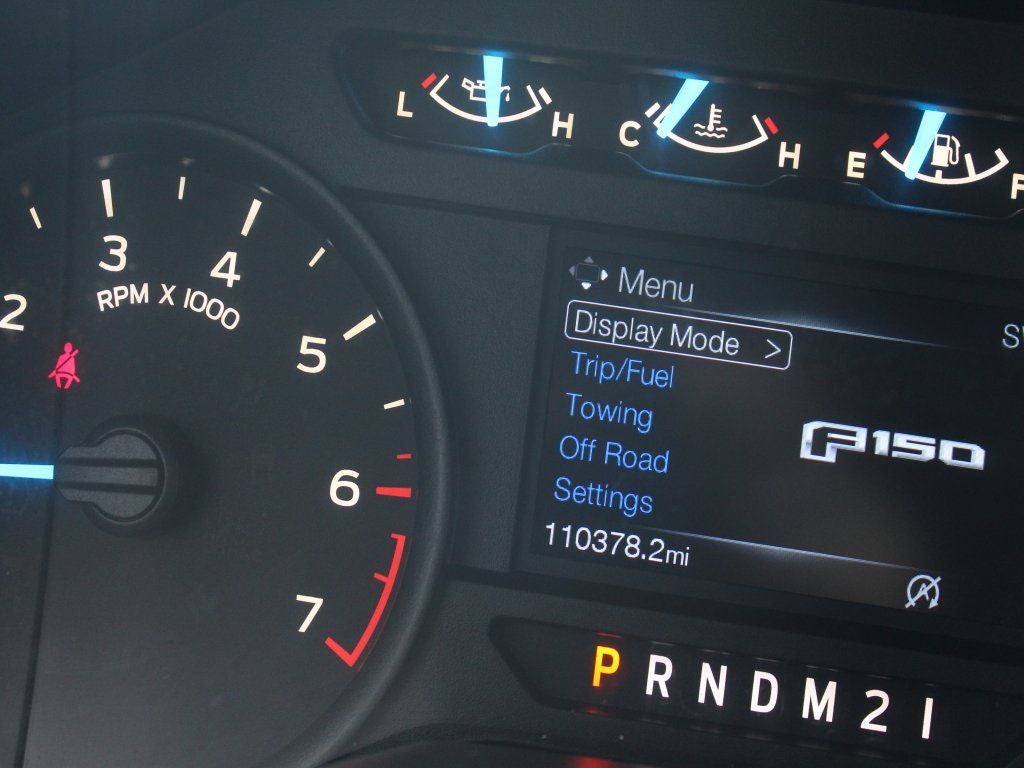 L H
C H
E F
2 3 4 5 6 7
RPM X 1000
Menu
Display Mode >
Trip/Fuel
Towing
Off Road
Settings
F150
110378.2mi
P R N D M 2 1